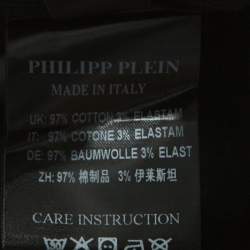 PHILIPP PLEIN
MADE IN ITALY
UK: 97% COTTON 3% ELASTAM
IT: 97% COTONE 3% ELASTAM
DE: 97% BAUMWOLLE 3% ELAST
ZH: 97% 棉制品 3% 伊莱斯坦
CARE INSTRUCTION